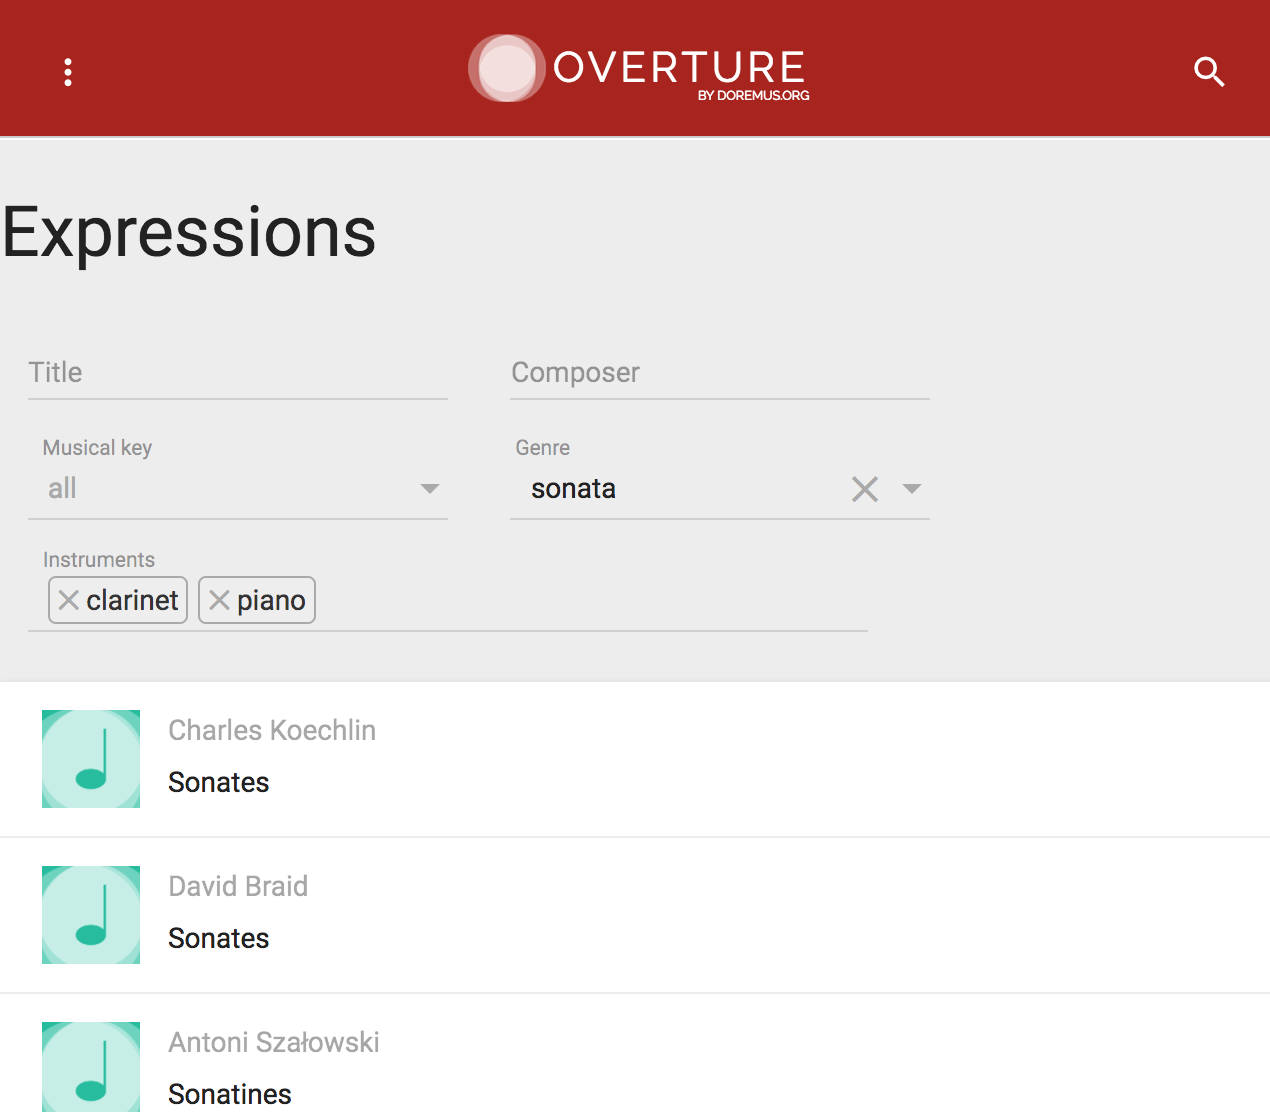 OVERTURE
BY DOREMUS.ORG
Expressions
Title
Composer
Musical key
all
Genre
sonata
Instruments
clarinet piano
Charles Koechlin
Sonates
David Braid
Sonates
Antoni Szałowski
Sonatines